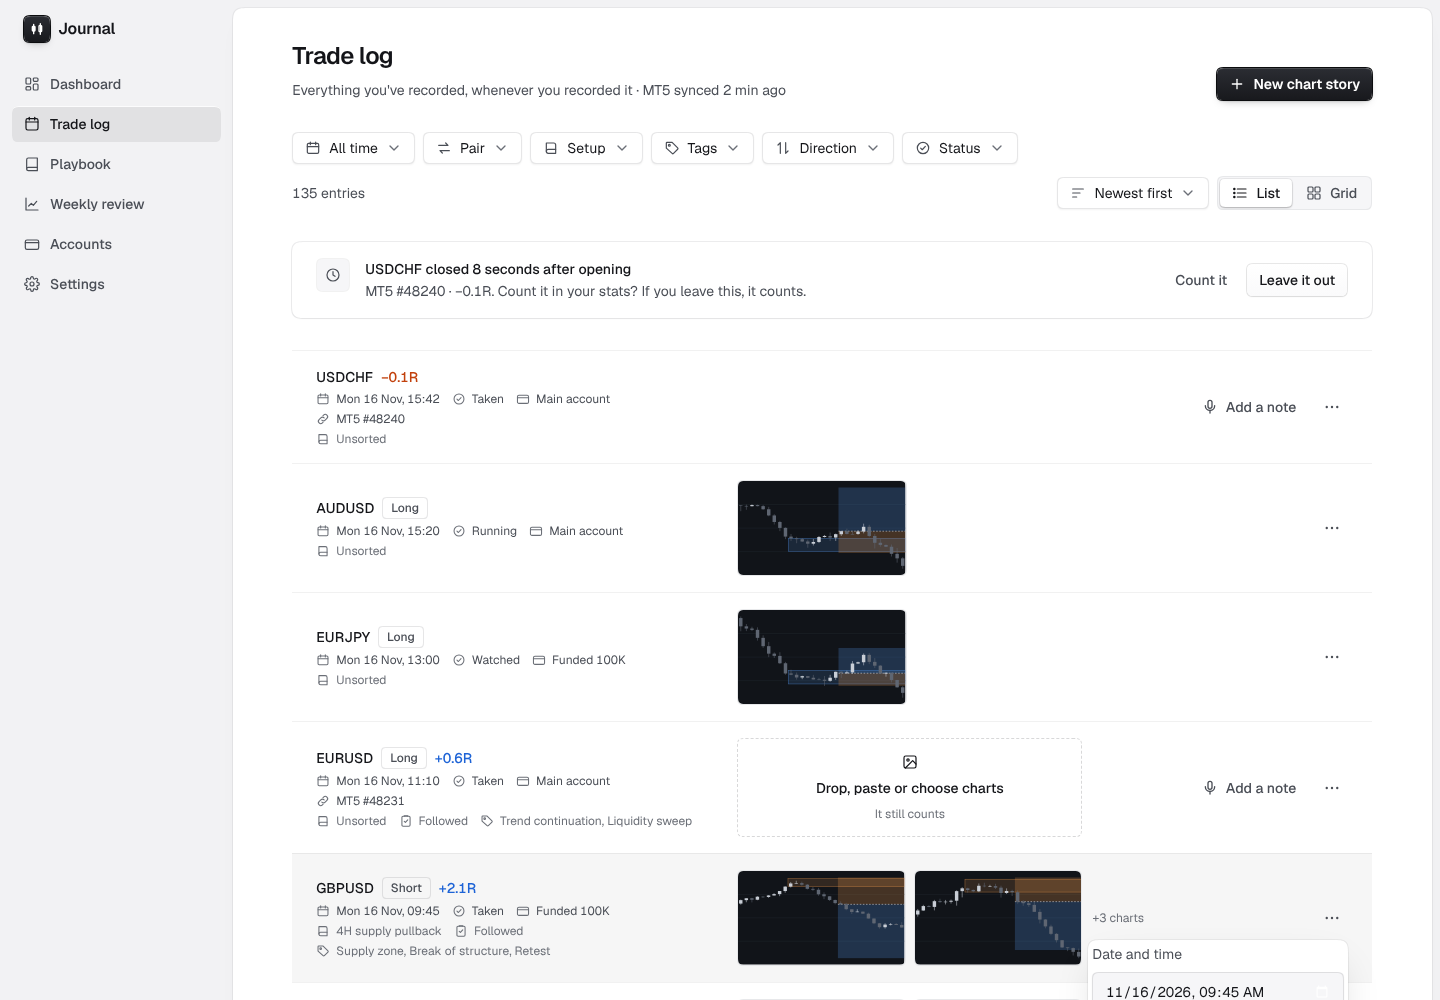 Journal
Dashboard
Trade log
Playbook
Weekly review
Accounts
Settings
Trade log
Everything you've recorded, whenever you recorded it · MT5 synced 2 min ago
New chart story
All time
Pair
Setup
Tags
Direction
Status
135 entries
Newest first
List
Grid
USDCHF closed 8 seconds after opening
MT5 #48240 · −0.1R. Count it in your stats? If you leave this, it counts.
Count it
Leave it out
USDCHF −0.1R
Mon 16 Nov, 15:42 Taken Main account
MT5 #48240
Unsorted
Add a note
AUDUSD Long
Mon 16 Nov, 15:20 Running Main account
Unsorted
EURJPY Long
Mon 16 Nov, 13:00 Watched Funded 100K
Unsorted
EURUSD Long +0.6R
Mon 16 Nov, 11:10 Taken Main account
MT5 #48231
Unsorted Followed Trend continuation, Liquidity sweep
Drop, paste or choose charts
It still counts
Add a note
GBPUSD Short +2.1R
Mon 16 Nov, 09:45 Taken Funded 100K
4H supply pullback Followed
Supply zone, Break of structure, Retest
+3 charts
Date and time
11/16/2026, 09:45 AM